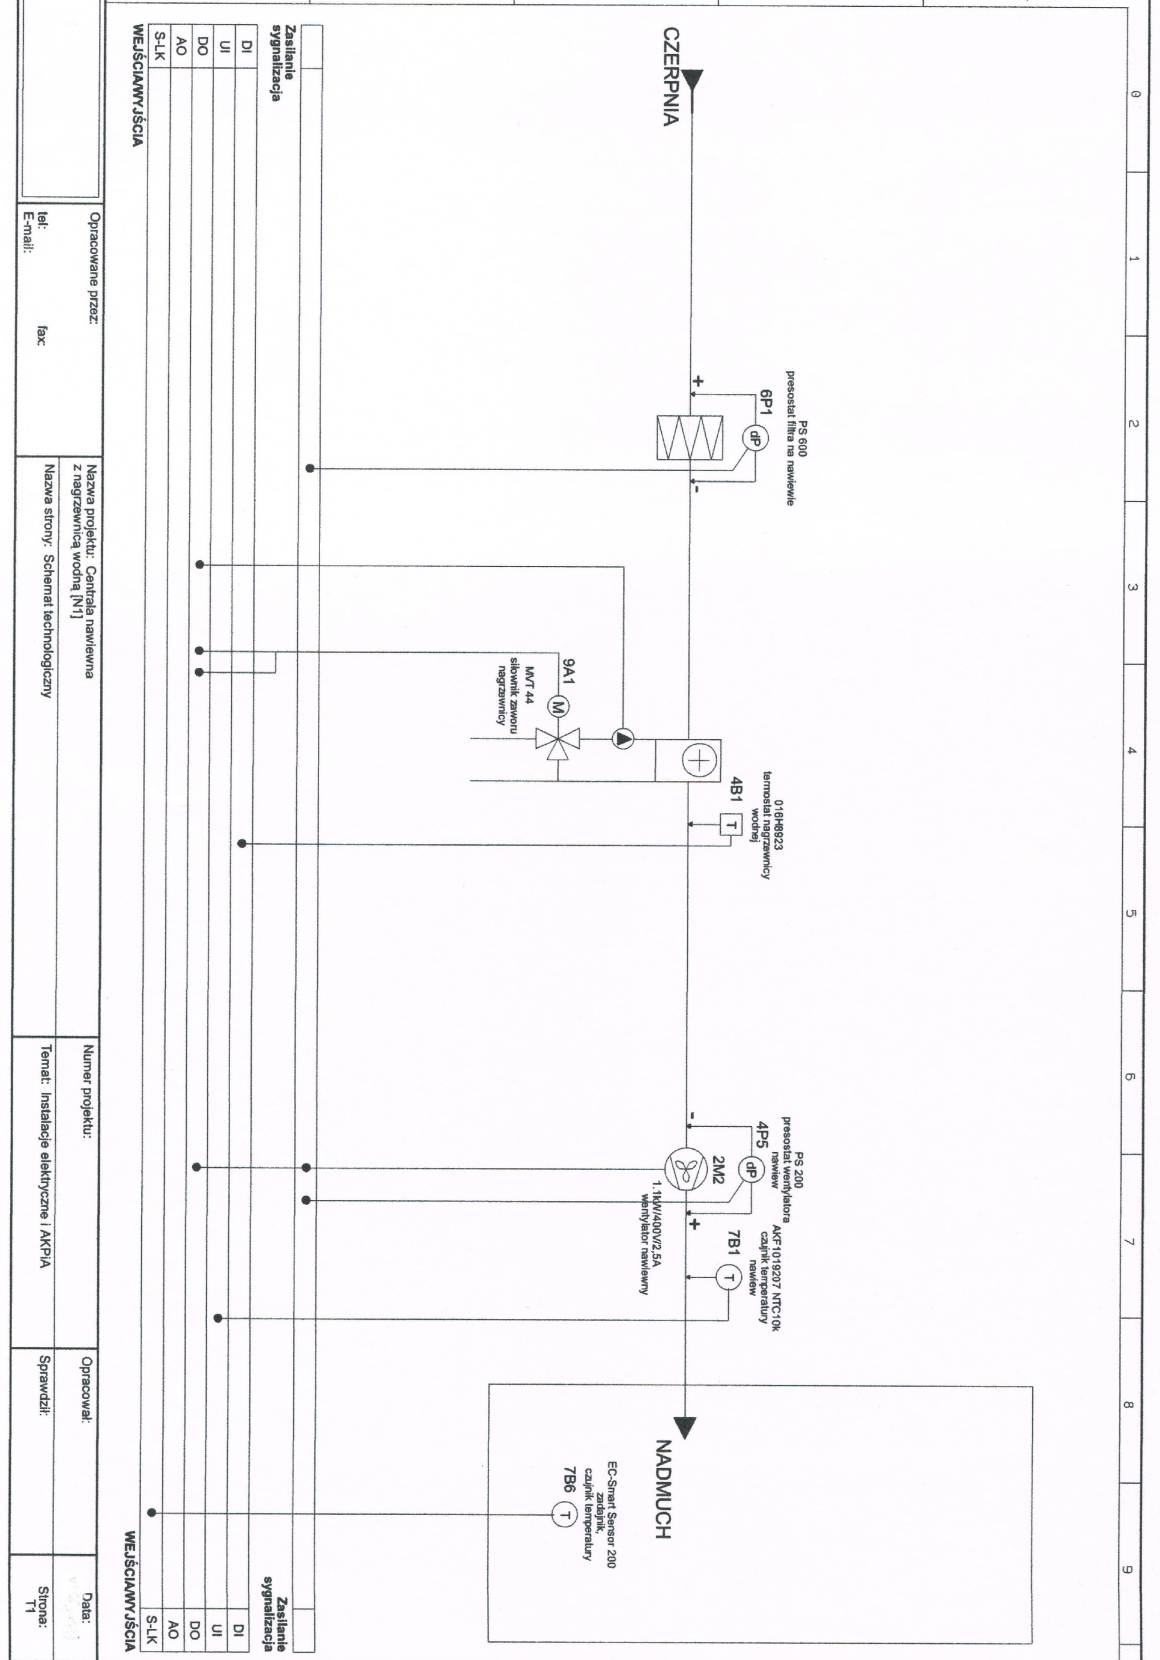 0
1
2
3
4
5
6
7
8
9
CZERPNIA
PS 600
presostat filtra na nawiewie
6P1
dP
+
-
9A1
M
MVT 44
siłownik zaworu
nagrzewnicy
016H8923
termostat nagrzewnicy
wodnej
4B1
T
PS 200
presostat wentylatora
nawiew
4P5
dP
-
+
2M2
1.1kW/400V/2,5A
wentylator nawiewny
AKF1019207 NTC10k
czujnik temperatury
nawiew
7B1
T
NADMUCH
EC-Smart Sensor 200
zadajnik,
czujnik temperatury
7B6
T
Zasilanie
sygnalizacja
DI
UI
DO
AO
S-LK
WEJŚCIA/WYJŚCIA
Zasilanie
sygnalizacja
DI
UI
DO
AO
S-LK
WEJŚCIA/WYJŚCIA
Opracowane przez:
tel: fax:
E-mail:
Nazwa projektu: Centrala nawiewna
z nagrzewnicą wodną [N1]
Nazwa strony: Schemat technologiczny
Numer projektu:
Temat: Instalacje elektryczne i AKPiA
Opracował:
Sprawdził:
Data:
Strona:
T1